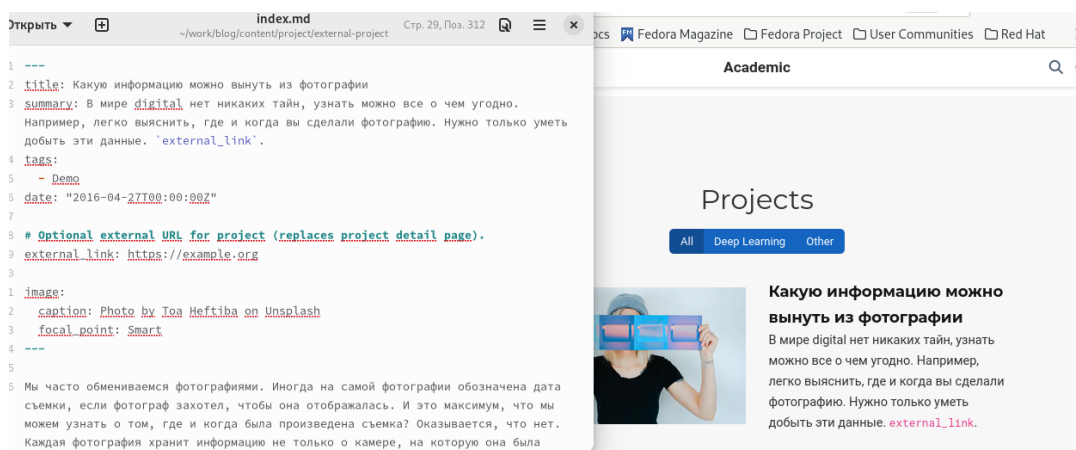 Открыть
index.md
~/work/blog/content/project/external-project
Стр. 29, Поз. 312
1 ---
2 title: Какую информацию можно вынуть из фотографии
3 summary: В мире digital нет никаких тайн, узнать можно все о чем угодно.
Например, легко выяснить, где и когда вы сделали фотографию. Нужно только уметь
добыть эти данные. `external_link`.
4 tags:
5 - Demo
6 date: "2016-04-27T00:00:00Z"
7
8 # Optional external URL for project (replaces project detail page).
9 external_link: https://example.org
0
1 image:
2 caption: Photo by Toa Heftiba on Unsplash
3 focal_point: Smart
4 ---
5
6 Мы часто обмениваемся фотографиями. Иногда на самой фотографии обозначена дата
съемки, если фотограф захотел, чтобы она отображалась. И это максимум, что мы
можем узнать о том, где и когда была произведена съемка? Оказывается, что нет.
Каждая фотография хранит информацию не только о камере, на которую она была
ocs Fedora Magazine Fedora Project User Communities Red Hat
Academic
Projects
All Deep Learning Other
Какую информацию можно
вынуть из фотографии
В мире digital нет никаких тайн, узнать
можно все о чем угодно. Например,
легко выяснить, где и когда вы сделали
фотографию. Нужно только уметь
добыть эти данные. external_link.